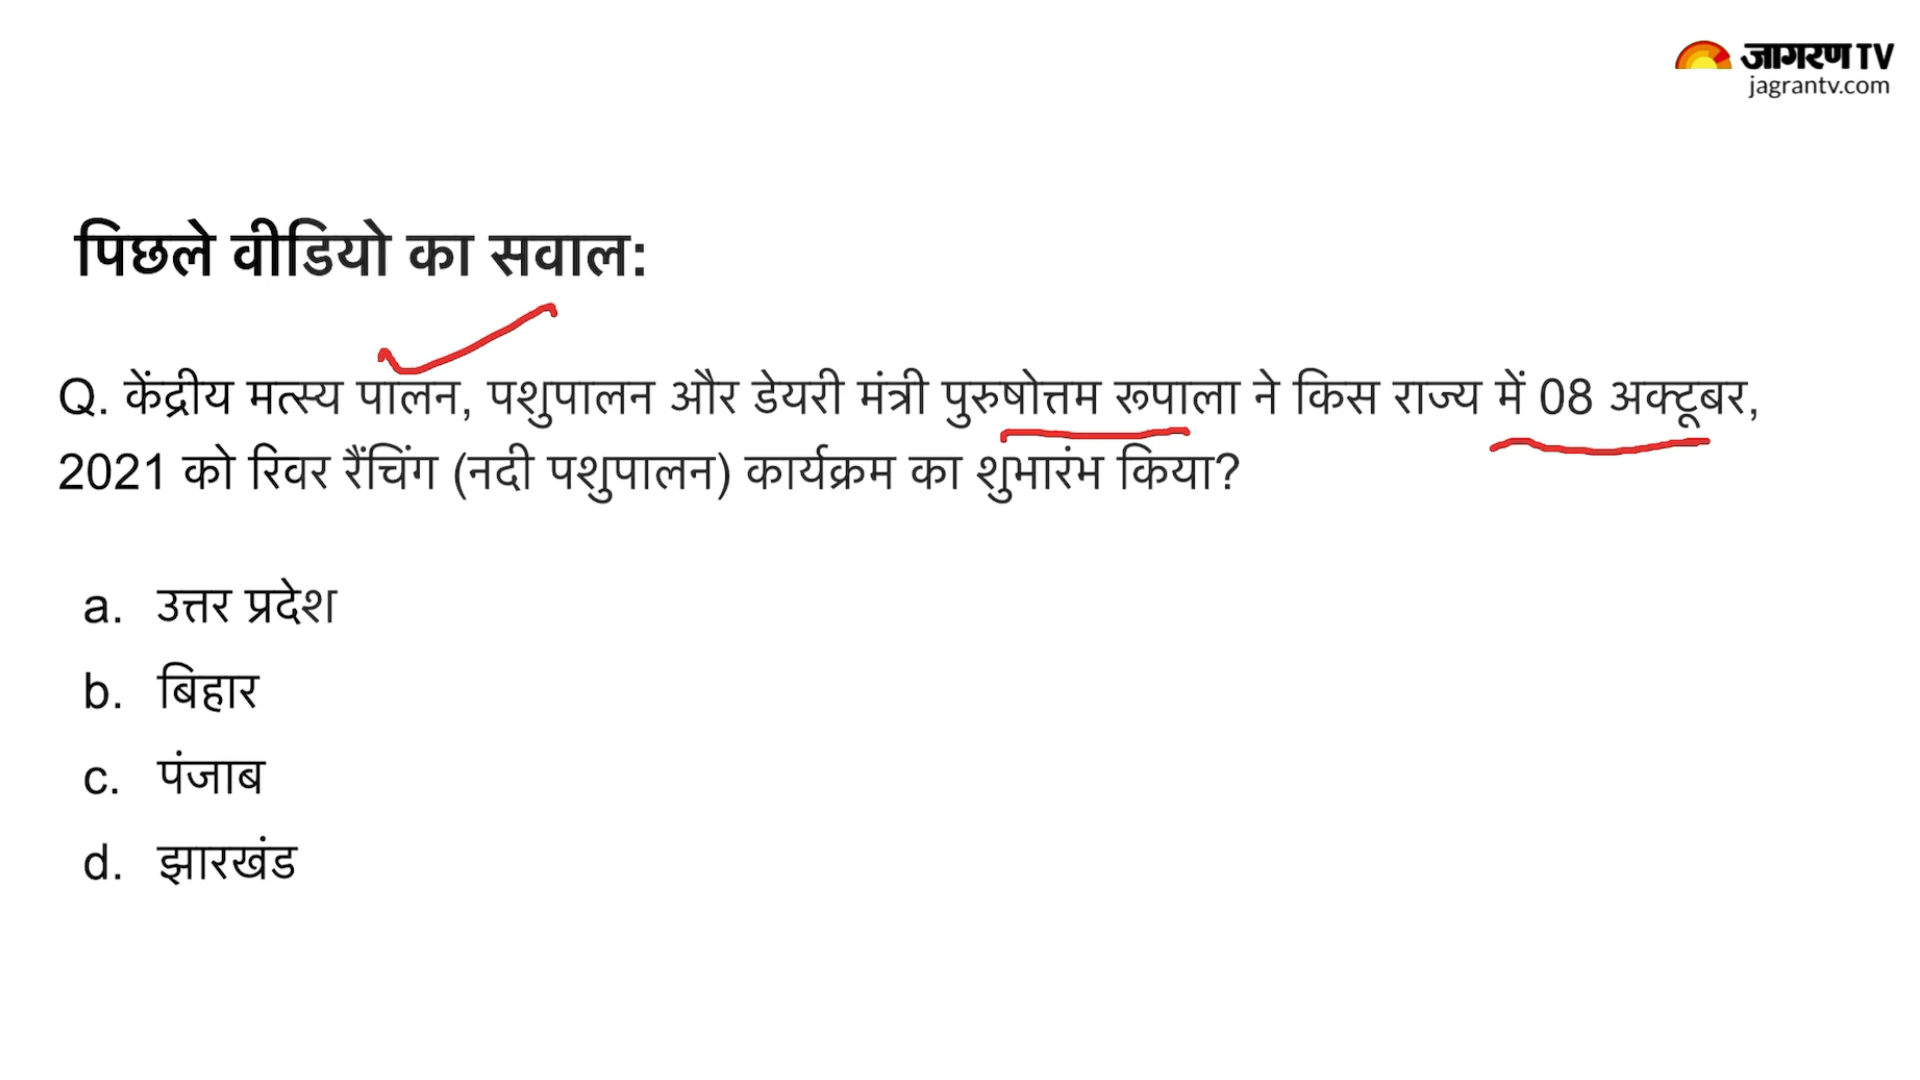 जागरण TV
jagrantv.com
पिछले वीडियो का सवाल:
Q. केंद्रीय मत्स्य पालन, पशुपालन और डेयरी मंत्री पुरुषोत्तम रूपाला ने किस राज्य में 08 अक्टूबर,
2021 को रिवर रैंचिंग (नदी पशुपालन) कार्यक्रम का शुभारंभ किया?
a. उत्तर प्रदेश
b. बिहार
c. पंजाब
d. झारखंड